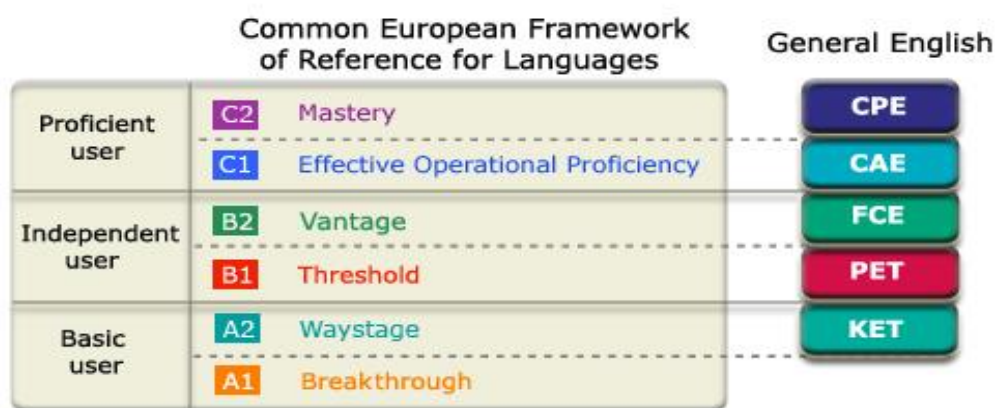 Common European Framework
of Reference for Languages
General English
Proficient
user
C2 Mastery
CPE
C1 Effective Operational Proficiency
CAE
Independent
user
B2 Vantage
FCE
B1 Threshold
PET
Basic
user
A2 Waystage
KET
A1 Breakthrough